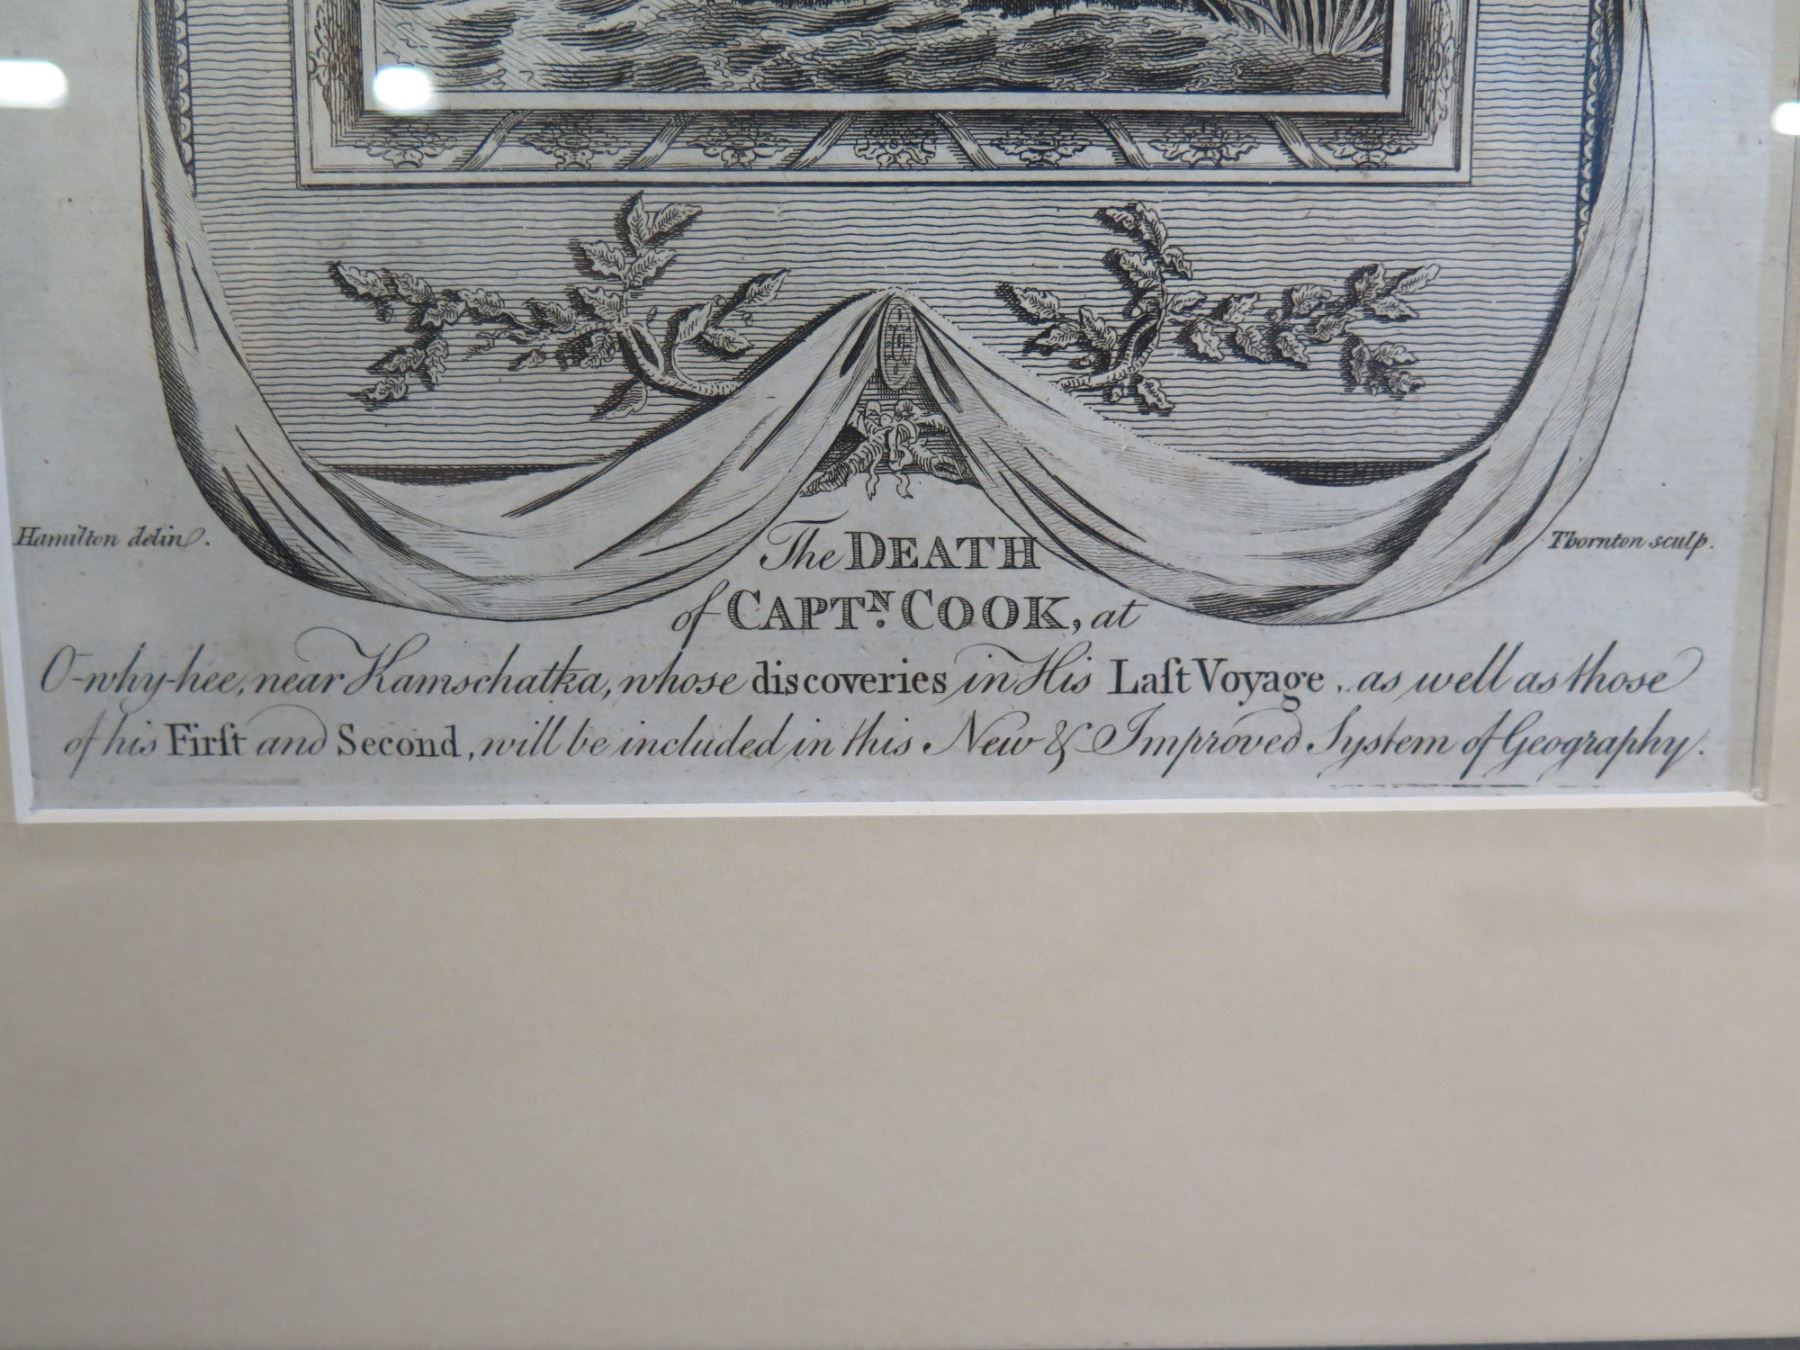 Hamilton delin.
Thornton sculp.
The DEATH
of CAPTN. COOK, at
O-why-hee, near Kamschatka, whose discoveries in His Laſt Voyage, as well as those
of his Firſt and Second, will be included in this New & Improved System of Geography.